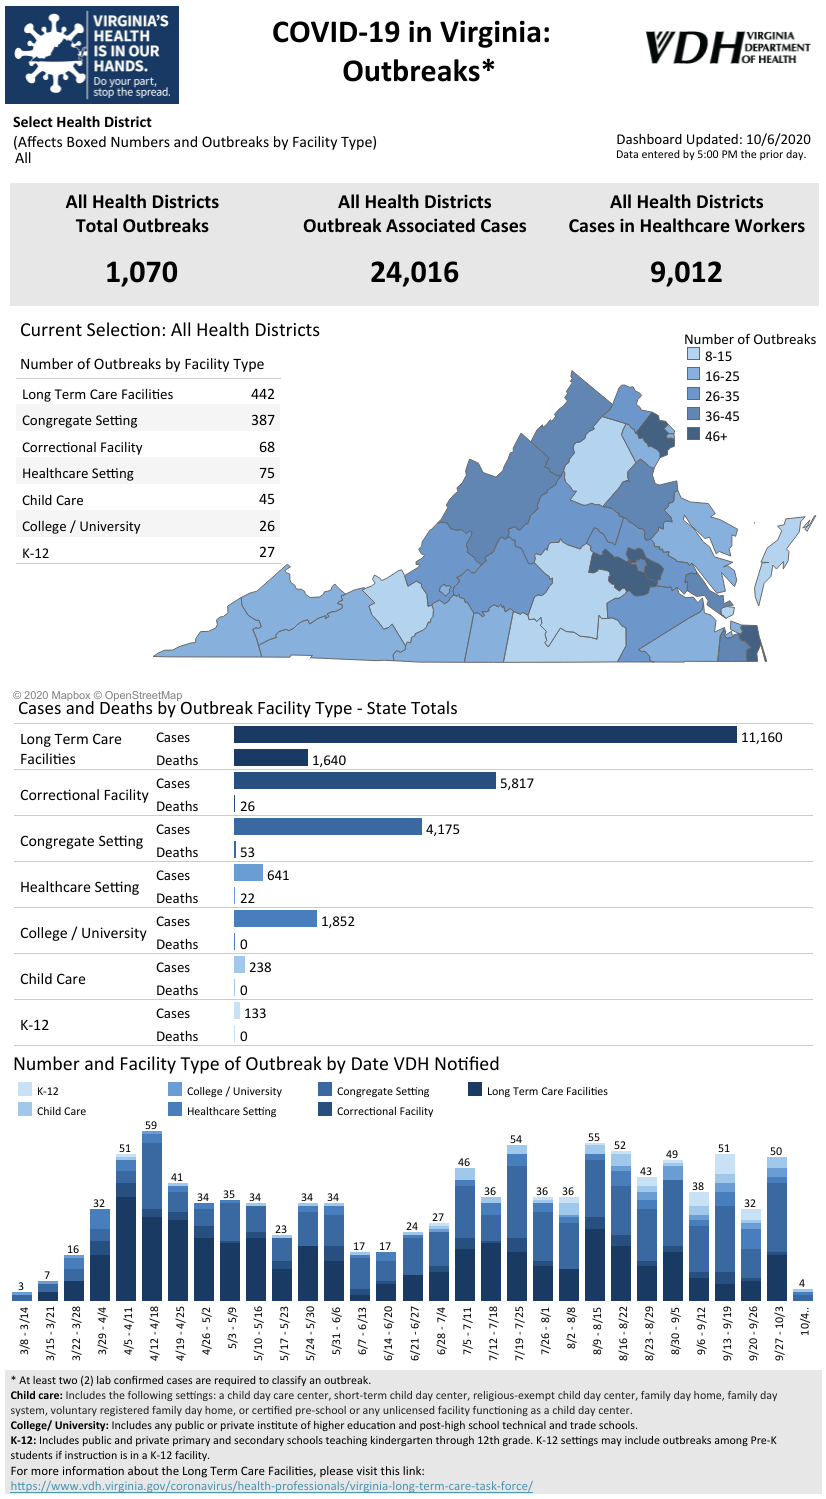 VIRGINIA'S
HEALTH
IS IN OUR
HANDS.
Do your part,
stop the spread.
COVID-19 in Virginia:
Outbreaks*
VDH VIRGINIA
DEPARTMENT
OF HEALTH
Select Health District
(Affects Boxed Numbers and Outbreaks by Facility Type)
All
Dashboard Updated: 10/6/2020
Data entered by 5:00 PM the prior day.
All Health Districts
Total Outbreaks
1,070
All Health Districts
Outbreak Associated Cases
24,016
All Health Districts
Cases in Healthcare Workers
9,012
Current Selection: All Health Districts
Number of Outbreaks by Facility Type
Long Term Care Facilities 442
Congregate Setting 387
Correctional Facility 68
Healthcare Setting 75
Child Care 45
College / University 26
K-12 27
Number of Outbreaks
8-15
16-25
26-35
36-45
46+
© 2020 Mapbox © OpenStreetMap
Cases and Deaths by Outbreak Facility Type - State Totals
Long Term Care
Facilities
Cases 11,160
Deaths 1,640
Correctional Facility
Cases 5,817
Deaths 26
Congregate Setting
Cases 4,175
Deaths 53
Healthcare Setting
Cases 641
Deaths 22
College / University
Cases 1,852
Deaths 0
Child Care
Cases 238
Deaths 0
K-12
Cases 133
Deaths 0
Number and Facility Type of Outbreak by Date VDH Notified
K-12 College / University Congregate Setting Long Term Care Facilities
Child Care Healthcare Setting Correctional Facility
3 7 16 32 51 59 41 34 35 34 23 34 34 17 17 24 27 46 36 54 36 36 55 52 43 49 38 51 32 50 4
3/8 - 3/14
3/15 - 3/21
3/22 - 3/28
3/29 - 4/4
4/5 - 4/11
4/12 - 4/18
4/19 - 4/25
4/26 - 5/2
5/3 - 5/9
5/10 - 5/16
5/17 - 5/23
5/24 - 5/30
5/31 - 6/6
6/7 - 6/13
6/14 - 6/20
6/21 - 6/27
6/28 - 7/4
7/5 - 7/11
7/12 - 7/18
7/19 - 7/25
7/26 - 8/1
8/2 - 8/8
8/9 - 8/15
8/16 - 8/22
8/23 - 8/29
8/30 - 9/5
9/6 - 9/12
9/13 - 9/19
9/20 - 9/26
9/27 - 10/3
10/4..
* At least two (2) lab confirmed cases are required to classify an outbreak.
Child care: Includes the following settings: a child day care center, short-term child day center, religious-exempt child day center, family day home, family day
system, voluntary registered family day home, or certified pre-school or any unlicensed facility functioning as a child day center.
College/ University: Includes any public or private institute of higher education and post-high school technical and trade schools.
K-12: Includes public and private primary and secondary schools teaching kindergarten through 12th grade. K-12 settings may include outbreaks among Pre-K
students if instruction is in a K-12 facility.
For more information about the Long Term Care Facilities, please visit this link:
https://www.vdh.virginia.gov/coronavirus/health-professionals/virginia-long-term-care-task-force/